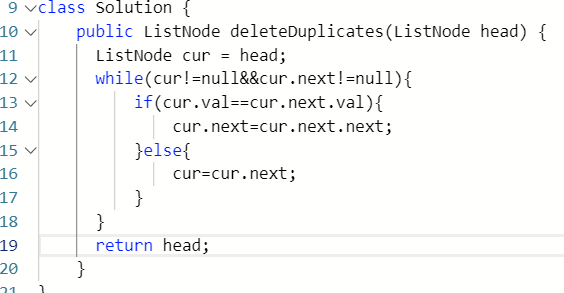 9 class Solution {
10 public ListNode deleteDuplicates(ListNode head) {
11 ListNode cur = head;
12 while(cur!=null&&cur.next!=null){
13 if(cur.val==cur.next.val){
14 cur.next=cur.next.next;
15 }else{
16 cur=cur.next;
17 }
18 }
19 return head;
20 }
21 }